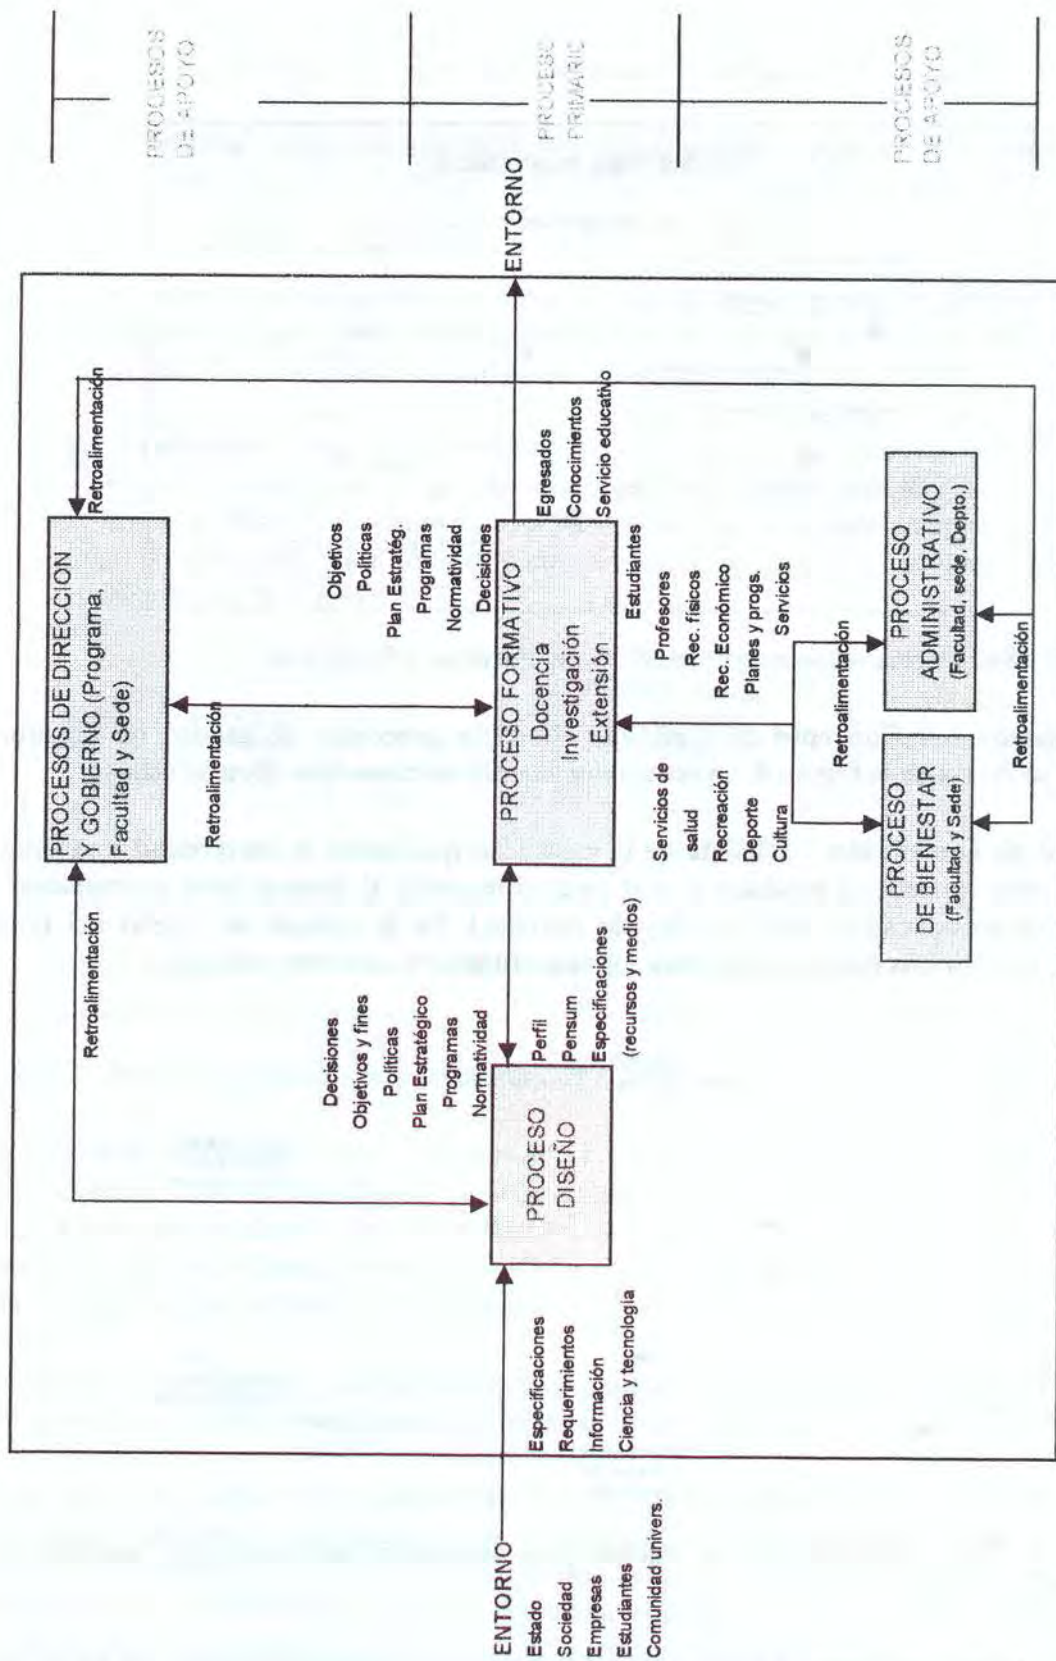 PROCESOS
DE APOYO
PROCESO
PRIMARIO
PROCESOS
DE APOYO
PROCESOS DE DIRECCION
GOBIERNO (Programa,
Facultad y Sede)
Retroalimentación
Retroalimentación
Retroalimentación
Decisiones
Objetivos y fines
Políticas
Plan Estratégico
Programas
Normatividad
Objetivos
Políticas
Plan Estratég.
Programas
Normatividad
Decisiones
ENTORNO
Estado
Sociedad
Empresas
Estudiantes
Comunidad univers.
Especificaciones
Requerimientos
Información
Ciencia y tecnología
PROCESO
DISEÑO
Perfil
Pensum
Especificaciones
(recursos y medios)
PROCESO FORMATIVO
Docencia
Investigación
Extensión
Egresados
Conocimientos
Servicio educativo
ENTORNO
Servicios de
salud
Recreación
Deporte
Cultura
Estudiantes
Profesores
Rec. físicos
Rec. Económico
Planes y progs.
Servicios
Retroalimentación
PROCESO
DE BIENESTAR
(Facultad y Sede)
PROCESO
ADMINISTRATIVO
(Facultad, sede, Depto.)
Retroalimentación